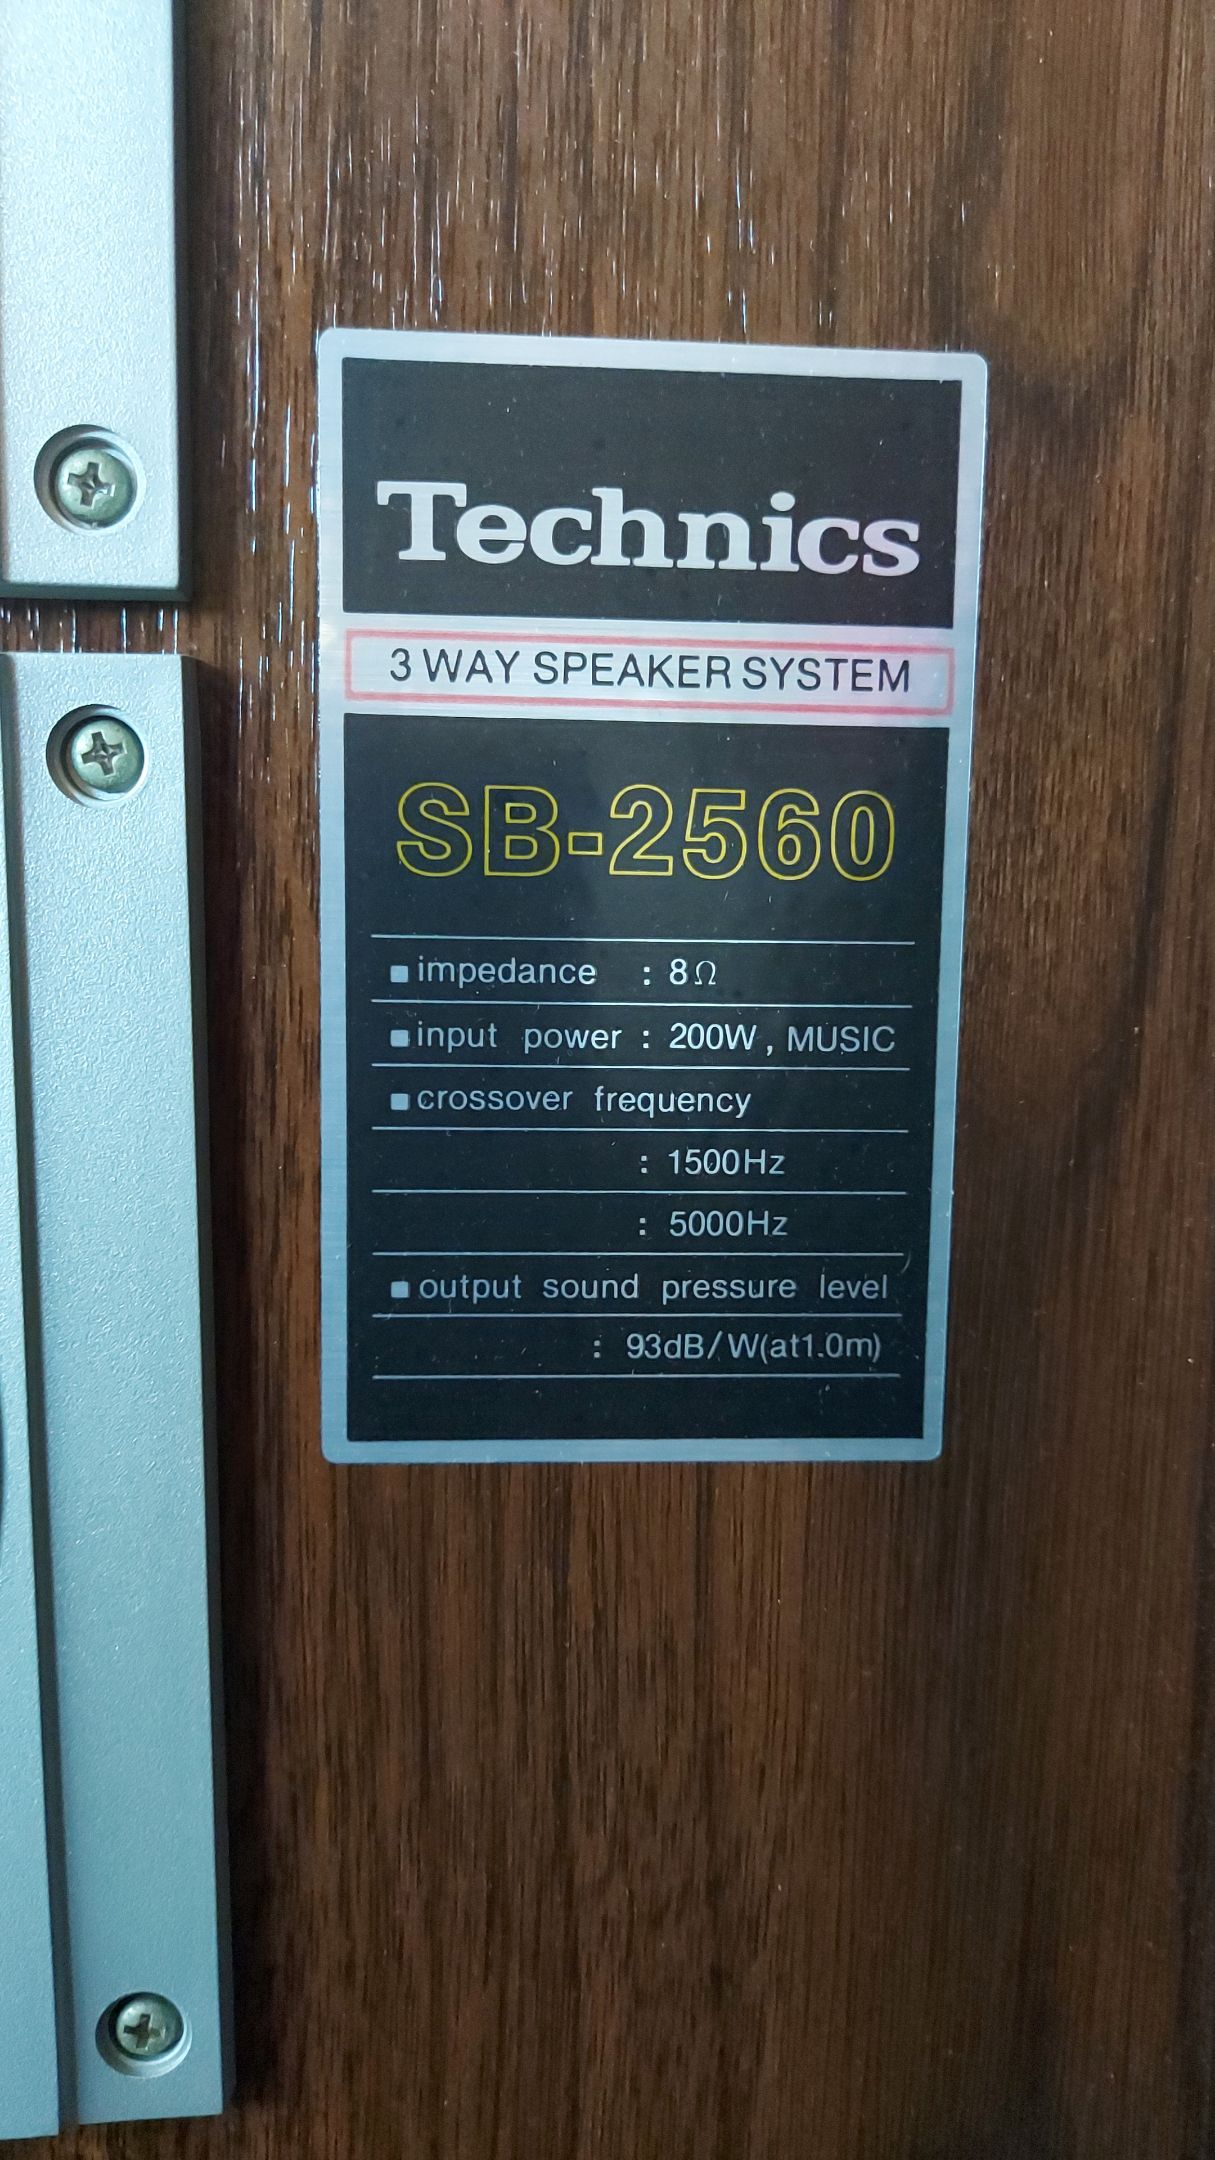 Technics
3 WAY SPEAKER SYSTEM
SB-2560
■ impedance : 8Ω
■ input power : 200W, MUSIC
■ crossover frequency
: 1500Hz
: 5000Hz
■ output sound pressure level
: 93dB/W(at1.0m)